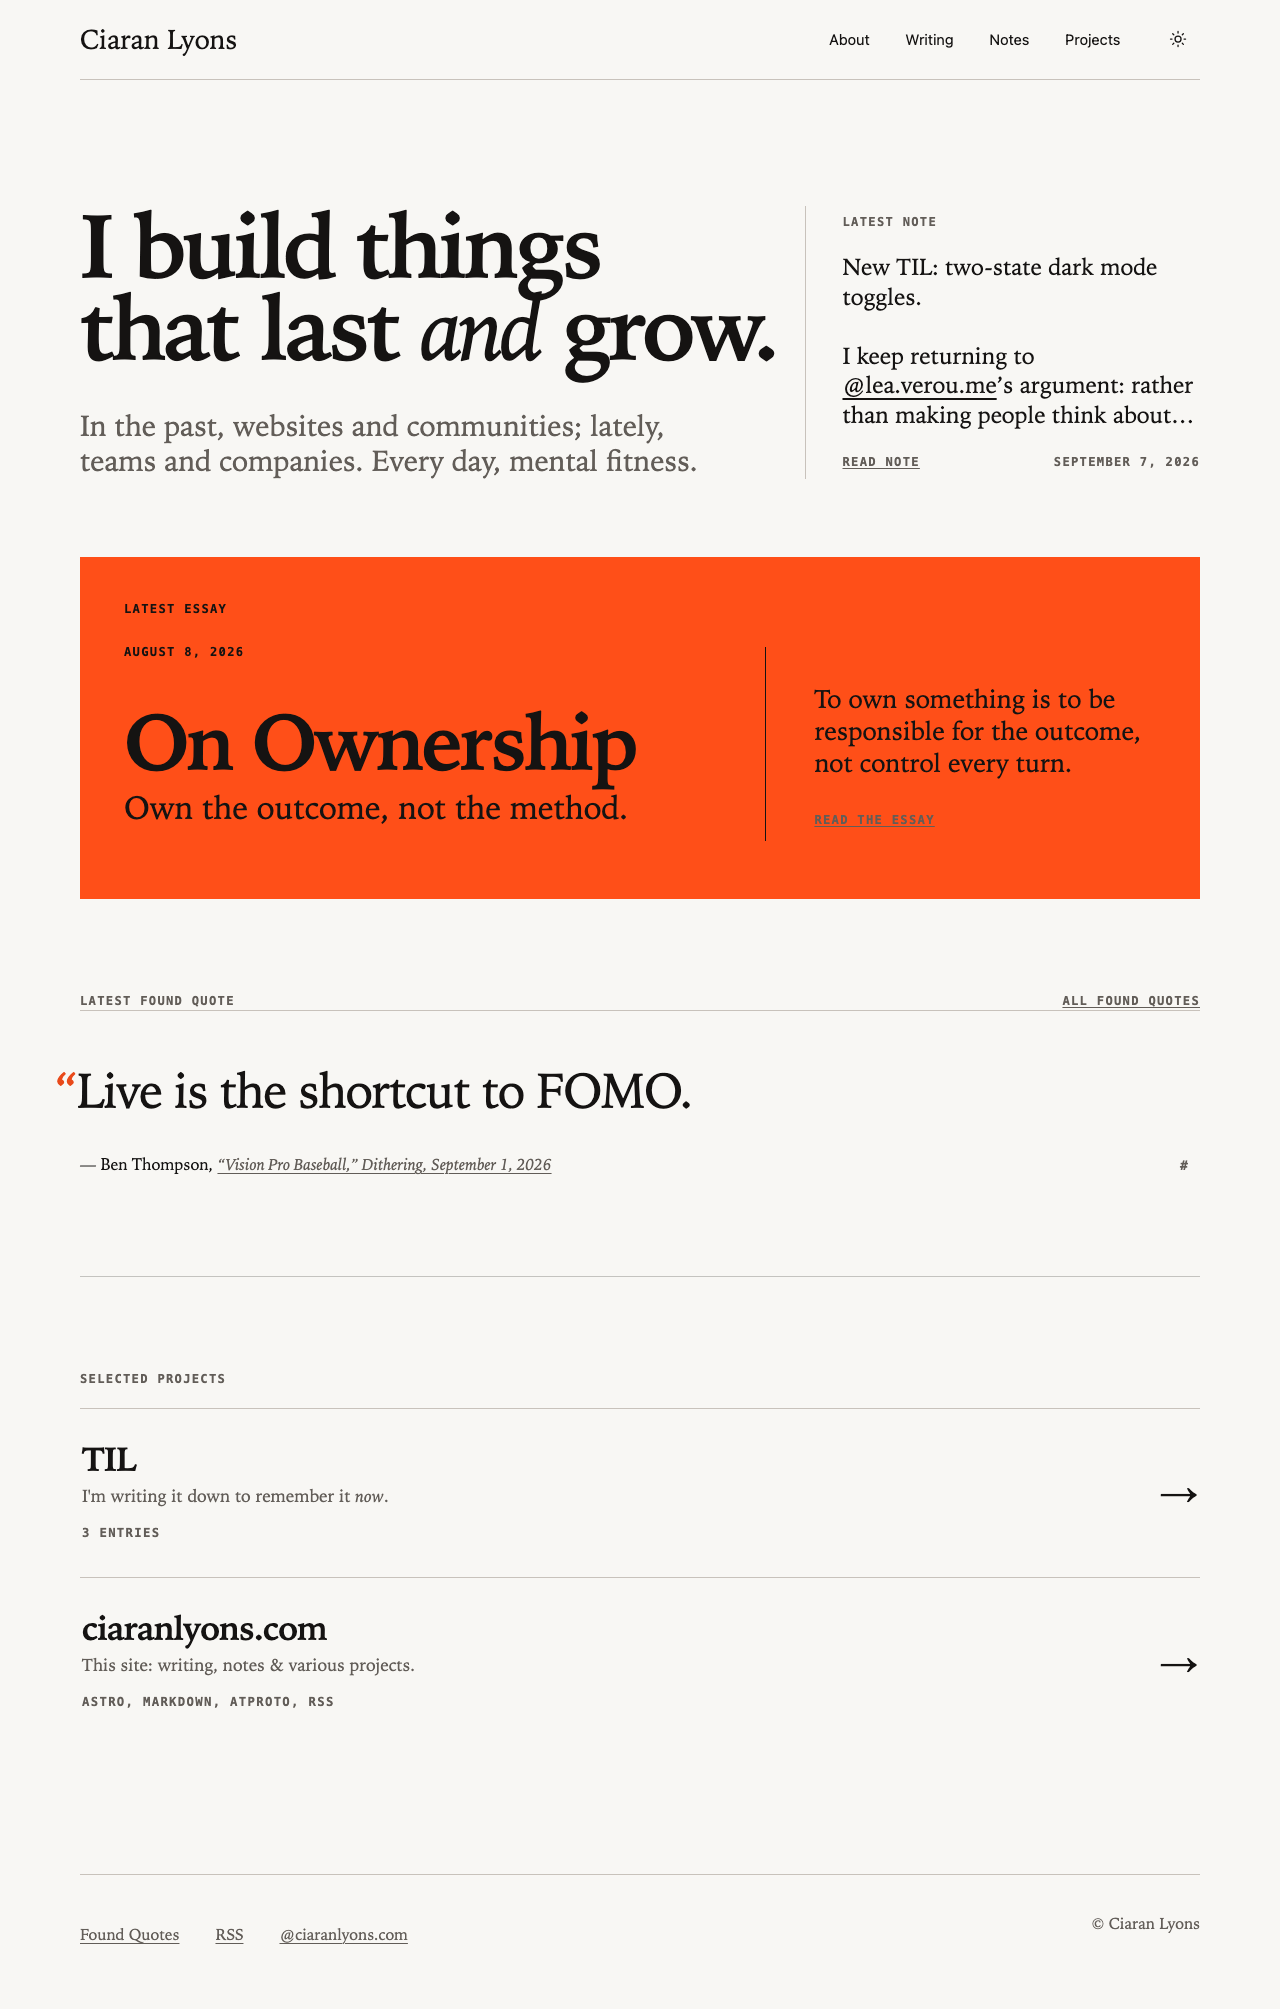 Ciaran Lyons
About Writing Notes Projects
I build things
that last and grow.
In the past, websites and communities; lately,
teams and companies. Every day, mental fitness.
LATEST NOTE
New TIL: two-state dark mode
toggles.
I keep returning to
@lea.verou.me’s argument: rather
than making people think about…
READ NOTE SEPTEMBER 7, 2026
LATEST ESSAY
AUGUST 8, 2026
On Ownership
Own the outcome, not the method.
To own something is to be
responsible for the outcome,
not control every turn.
READ THE ESSAY
LATEST FOUND QUOTE ALL FOUND QUOTES
“Live is the shortcut to FOMO.
— Ben Thompson, “Vision Pro Baseball,” Dithering, September 1, 2026 #
SELECTED PROJECTS
TIL
I'm writing it down to remember it now.
→
3 ENTRIES
ciaranlyons.com
This site: writing, notes & various projects.
→
ASTRO, MARKDOWN, ATPROTO, RSS
Found Quotes RSS @ciaranlyons.com
© Ciaran Lyons